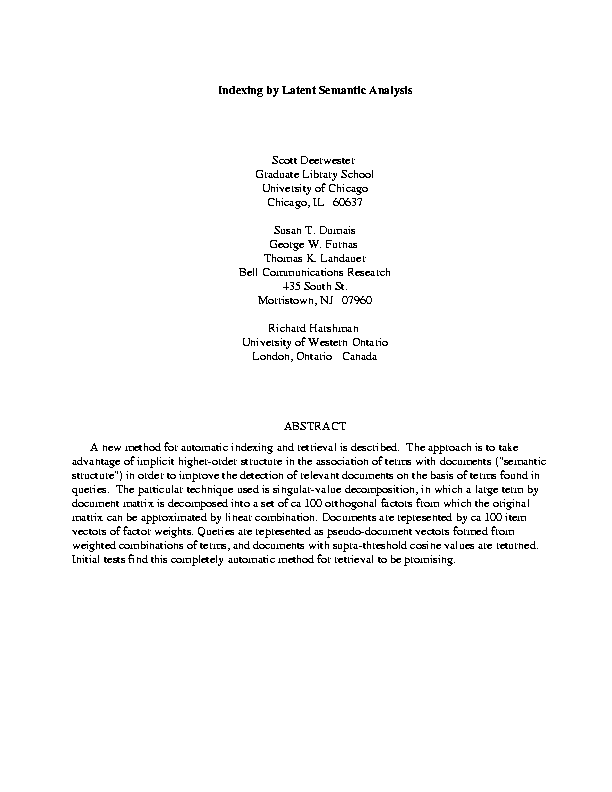 Indexing by Latent Semantic Analysis
Scott Deerwester
Graduate Library School
University of Chicago
Chicago, IL 60637
Susan T. Dumais
George W. Furnas
Thomas K. Landauer
Bell Communications Research
435 South St.
Morristown, NJ 07960
Richard Harshman
University of Western Ontario
London, Ontario Canada
ABSTRACT
A new method for automatic indexing and retrieval is described. The approach is to take
advantage of implicit higher-order structure in the association of terms with documents ("semantic
structure") in order to improve the detection of relevant documents on the basis of terms found in
queries. The particular technique used is singular-value decomposition, in which a large term by
document matrix is decomposed into a set of ca 100 orthogonal factors from which the original
matrix can be approximated by linear combination. Documents are represented by ca 100 item
vectors of factor weights. Queries are represented as pseudo-document vectors formed from
weighted combinations of terms, and documents with supra-threshold cosine values are returned.
Initial tests find this completely automatic method for retrieval to be promising.